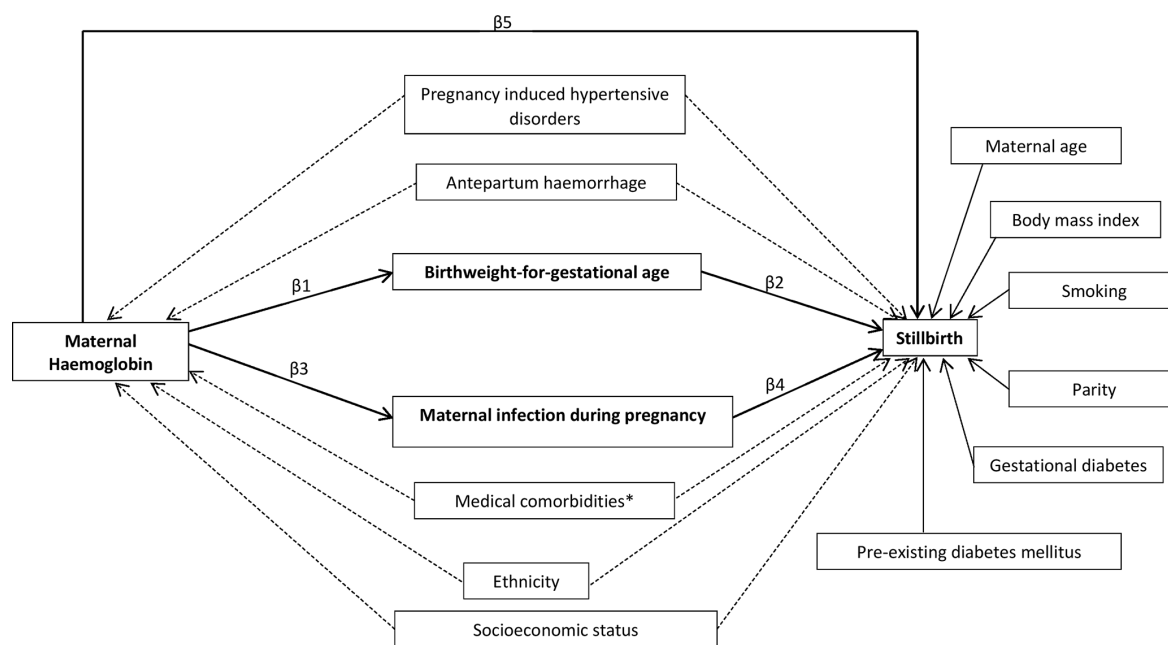 β5
Pregnancy induced hypertensive
disorders
Maternal age
Antepartum haemorrhage
Body mass index
Birthweight-for-gestational age
β1
β2
Smoking
Maternal
Haemoglobin
Stillbirth
β3
β4
Parity
Maternal infection during pregnancy
Gestational diabetes
Medical comorbidities*
Pre-existing diabetes mellitus
Ethnicity
Socioeconomic status